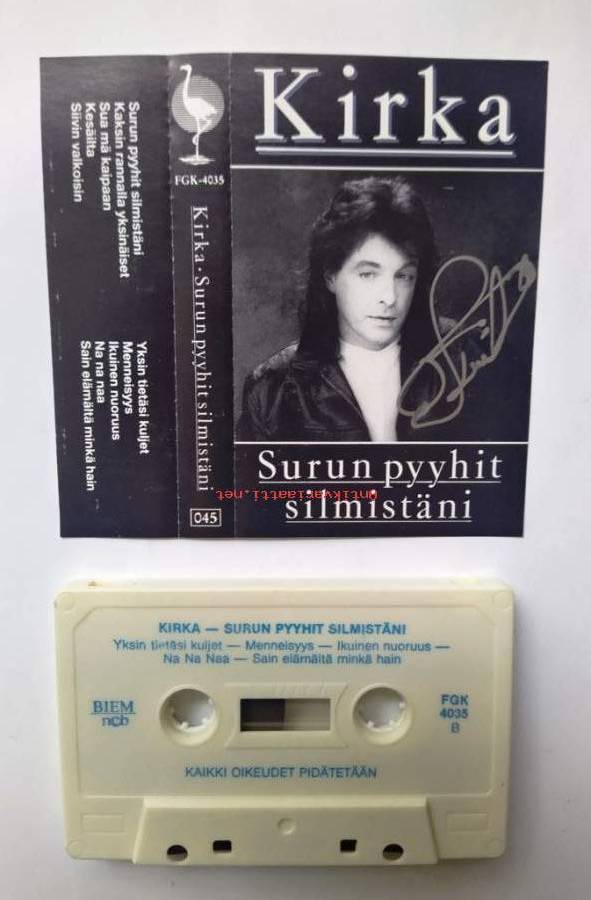 Surun pyyhit silmistäni
Kaksin rannalla yksinäiset
Sua mä kaipaan
Kesäilta
Siivin valkoisin
Yksin tietäsi kuljet
Menneisyys
Ikuinen nuoruus
Na na naa
Sain elämältä minkä hain
FGK-4035
Kirka · Surun pyyhit silmistäni
045
Kirka
Surun pyyhit
silmistäni
Antikvariaatti.net
KIRKA — SURUN PYYHIT SILMISTÄNI
Yksin tietäsi kuljet — Menneisyys — Ikuinen nuoruus —
Na Na Naa — Sain elämältä minkä hain
BIEM
ncb
FGK
4035
B
KAIKKI OIKEUDET PIDÄTETÄÄN